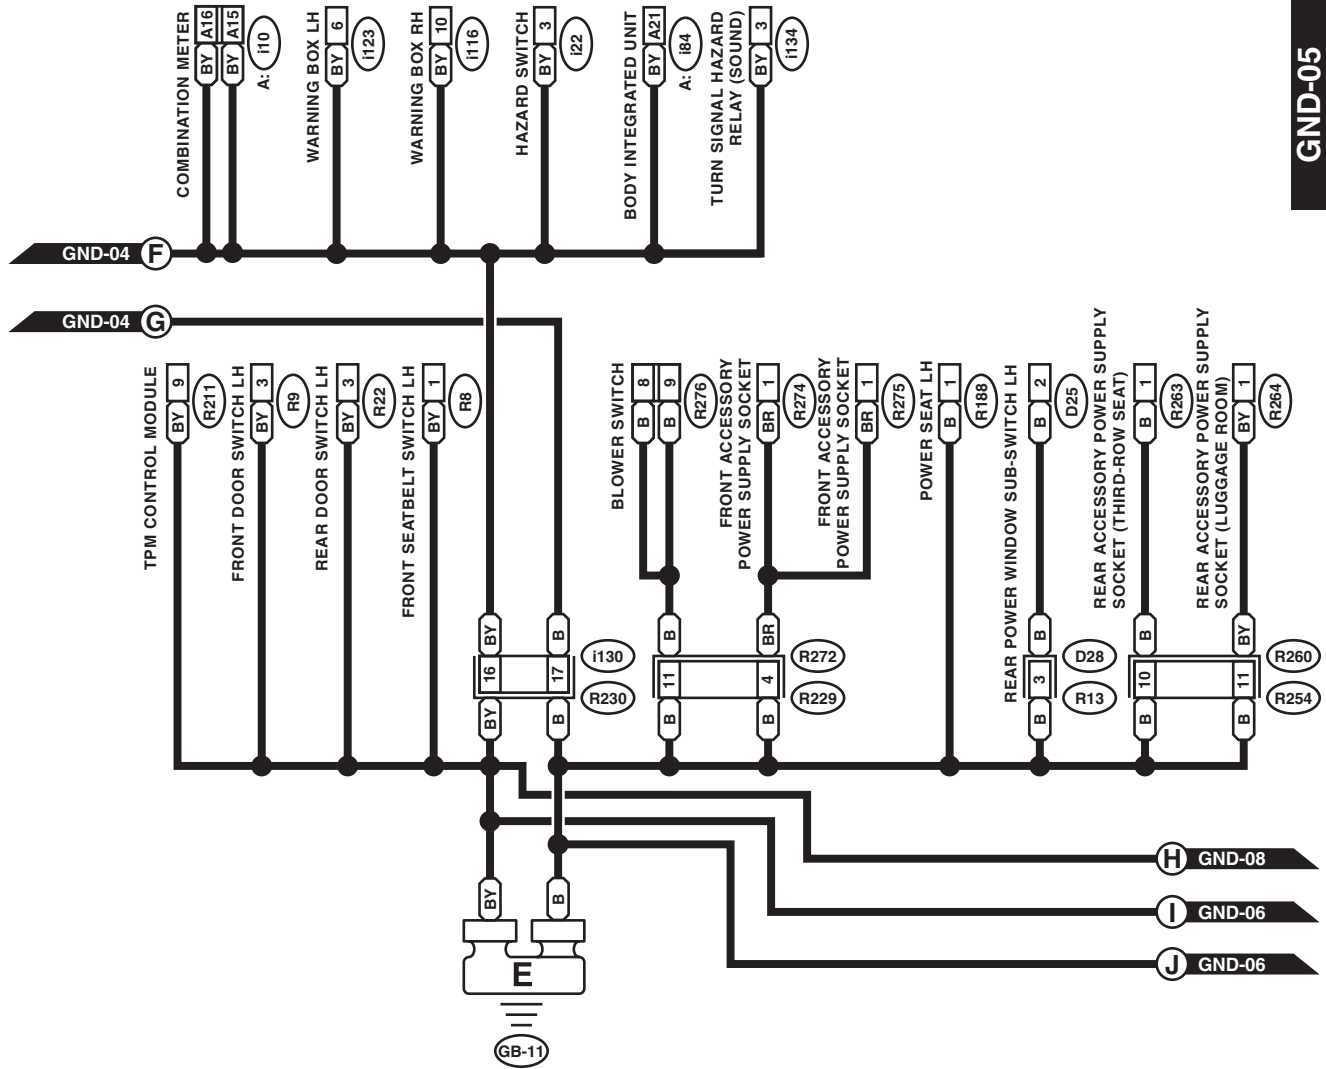 GND-05
COMBINATION METER
A16
A15
BY
BY
i10
A:
WARNING BOX LH
6
BY
i123
WARNING BOX RH
10
BY
i116
HAZARD SWITCH
3
BY
i22
BODY INTEGRATED UNIT
A21
BY
i84
A:
TURN SIGNAL HAZARD
RELAY (SOUND)
3
BY
i134
GND-04
F
GND-04
G
TPM CONTROL MODULE
9
BY
R211
FRONT DOOR SWITCH LH
3
BY
R9
REAR DOOR SWITCH LH
3
BY
R22
FRONT SEATBELT SWITCH LH
1
BY
R8
BLOWER SWITCH
8
9
B
B
R276
FRONT ACCESSORY
POWER SUPPLY SOCKET
1
BR
R274
FRONT ACCESSORY
POWER SUPPLY SOCKET
1
BR
R275
POWER SEAT LH
1
B
R188
REAR POWER WINDOW SUB-SWITCH LH
2
B
D25
REAR ACCESSORY POWER SUPPLY
SOCKET (THIRD-ROW SEAT)
1
B
R263
REAR ACCESSORY POWER SUPPLY
SOCKET (LUGGAGE ROOM)
1
BY
R264
BY
B
16
17
BY
B
i130
R230
B
BR
11
4
B
B
R272
R229
B
3
B
D28
R13
B
BY
10
11
B
BY
R260
R254
H
GND-08
I
GND-06
J
GND-06
BY
B
E
GB-11